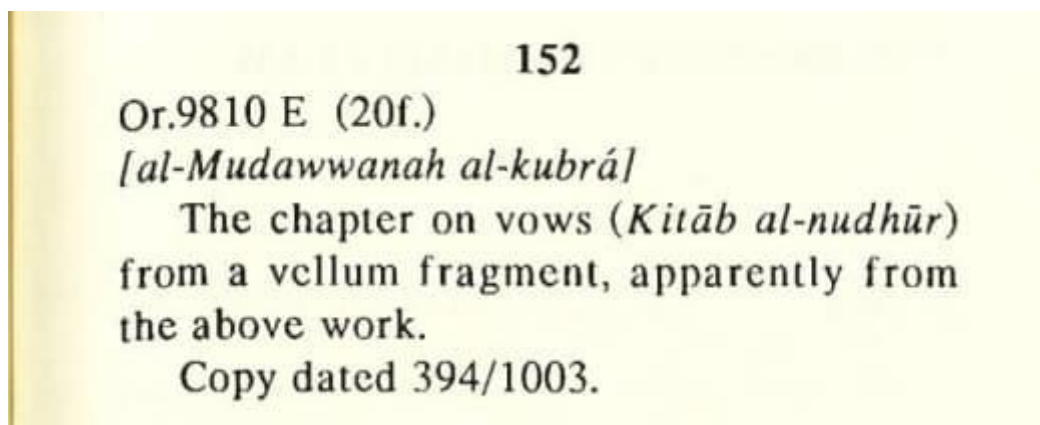 152
Or.9810 E (20f.)
[al-Mudawwanah al-kubrá]
The chapter on vows (Kitāb al-nudhūr)
from a vellum fragment, apparently from
the above work.
Copy dated 394/1003.